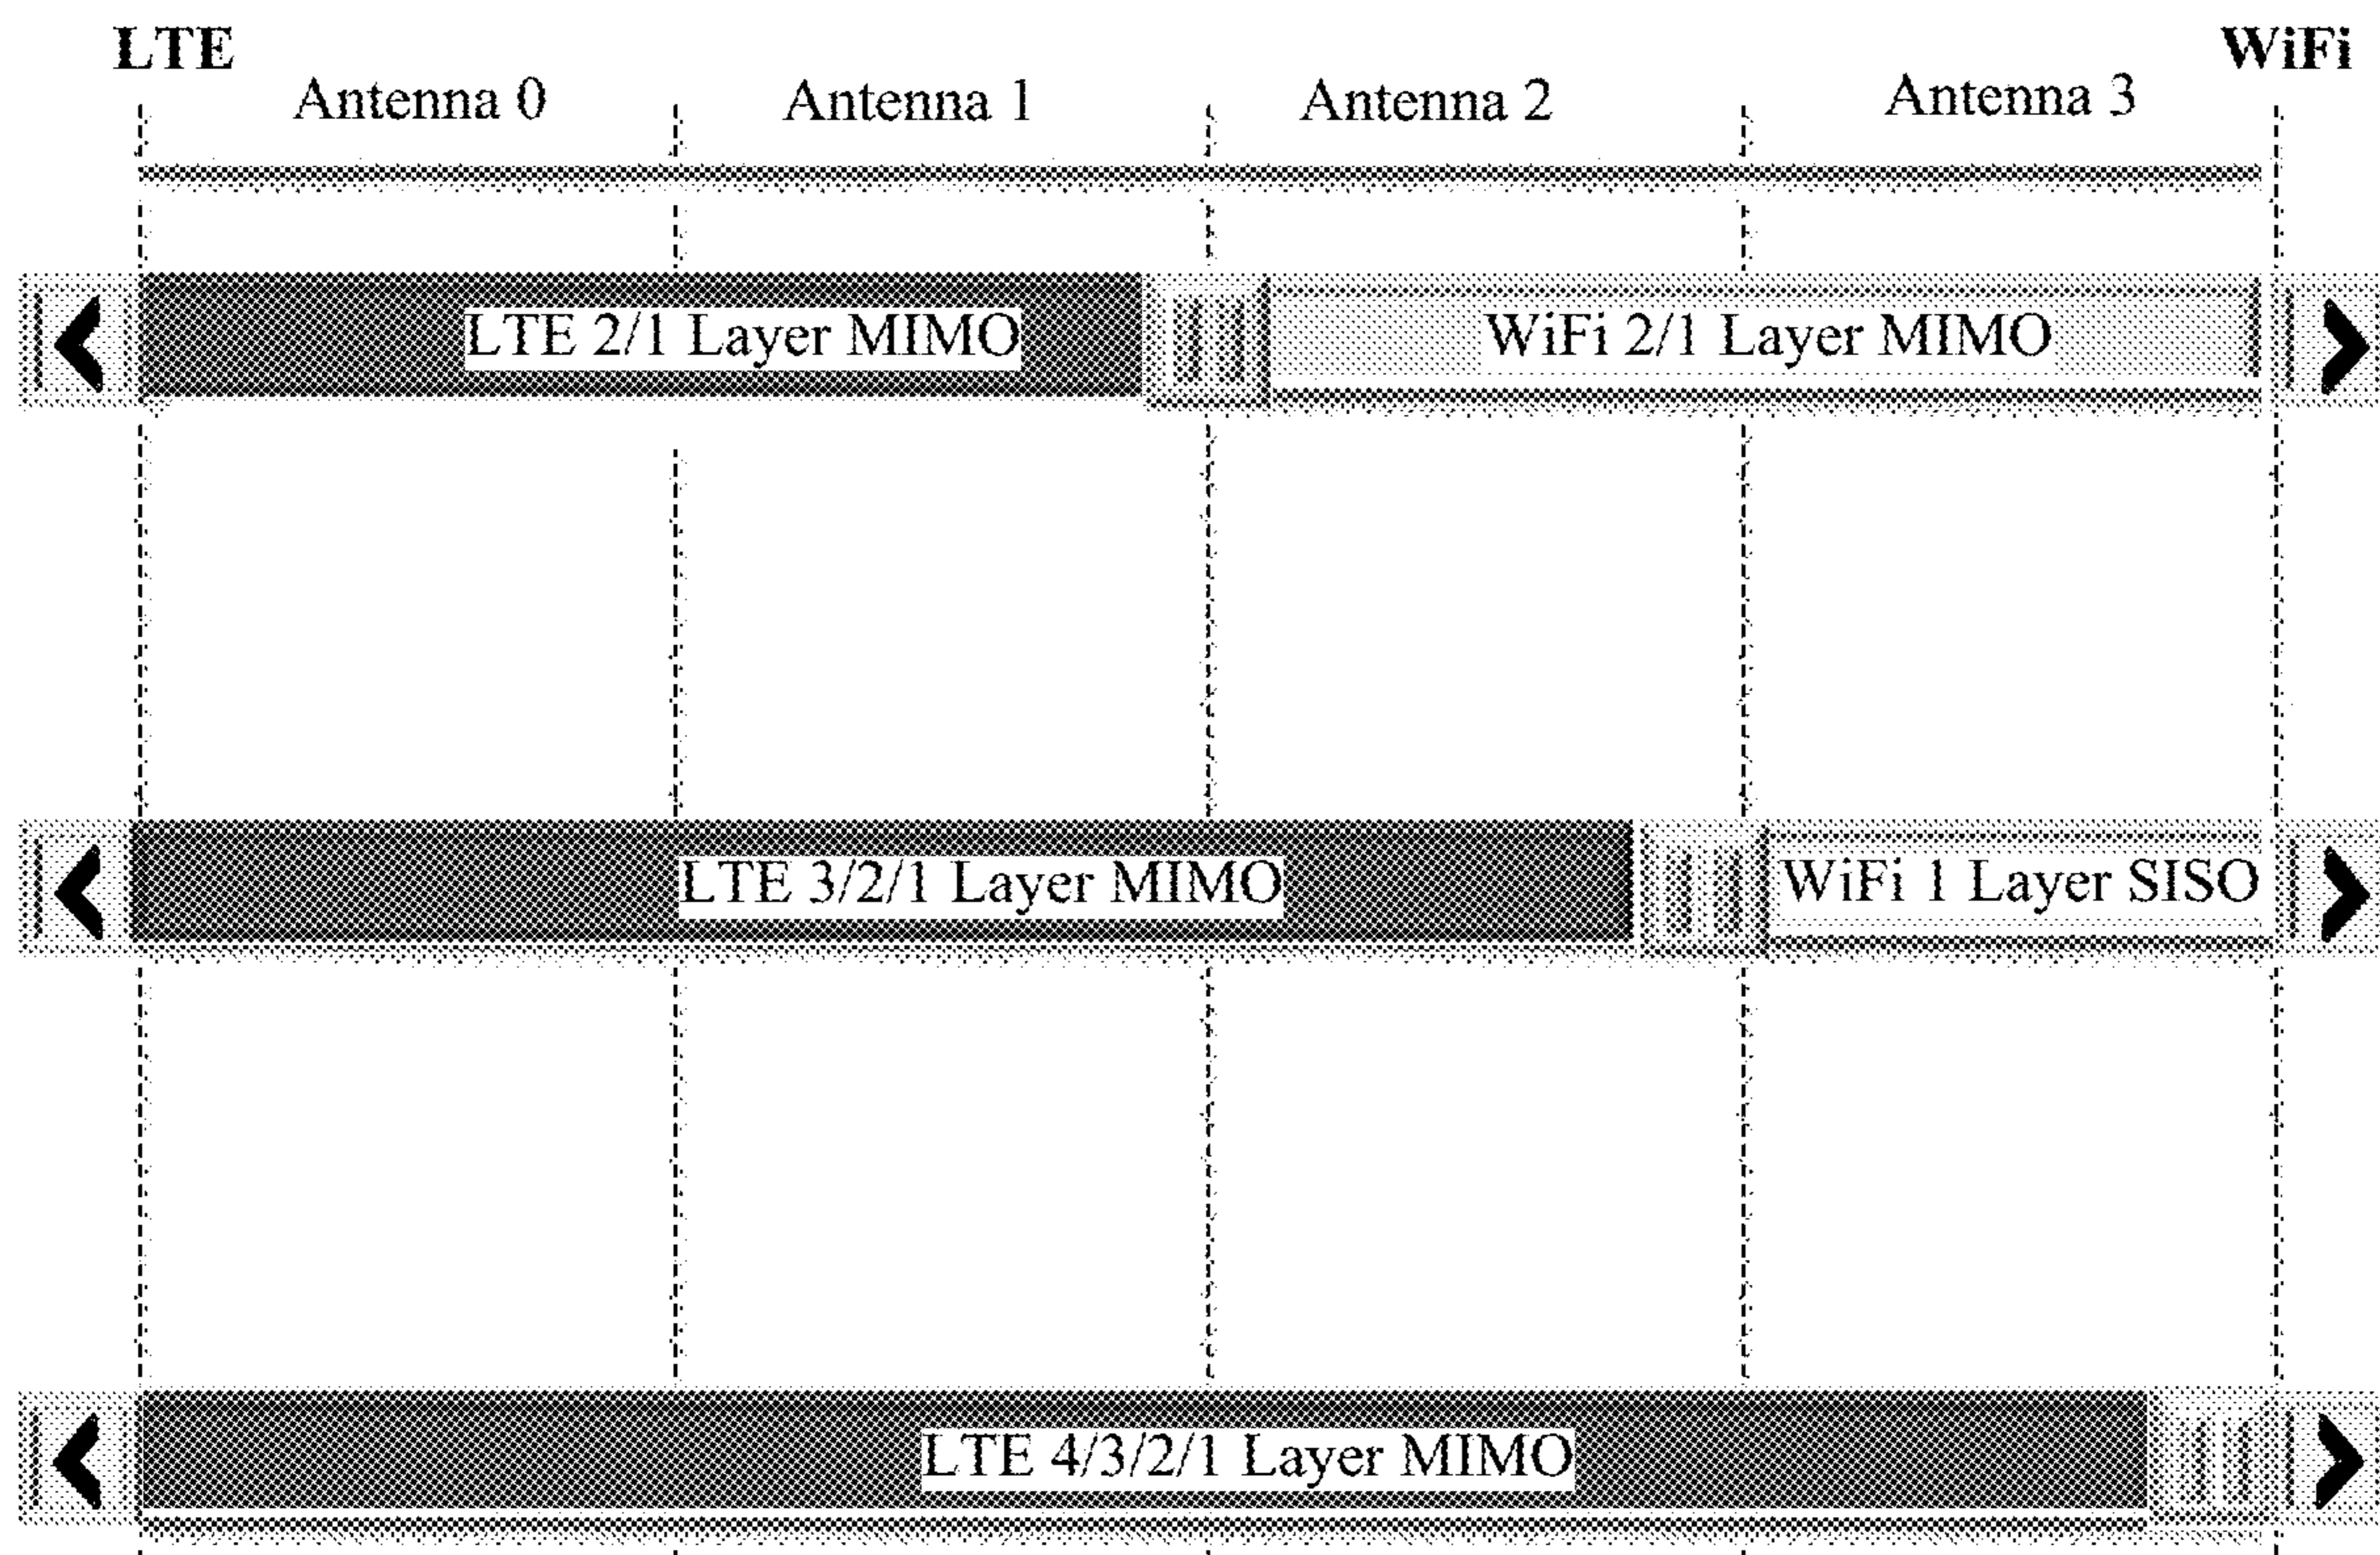 LTE
WiFi
Antenna 0
Antenna 1
Antenna 2
Antenna 3
LTE 2/1 Layer MIMO
WiFi 2/1 Layer MIMO
LTE 3/2/1 Layer MIMO
WiFi 1 Layer SISO
LTE 4/3/2/1 Layer MIMO